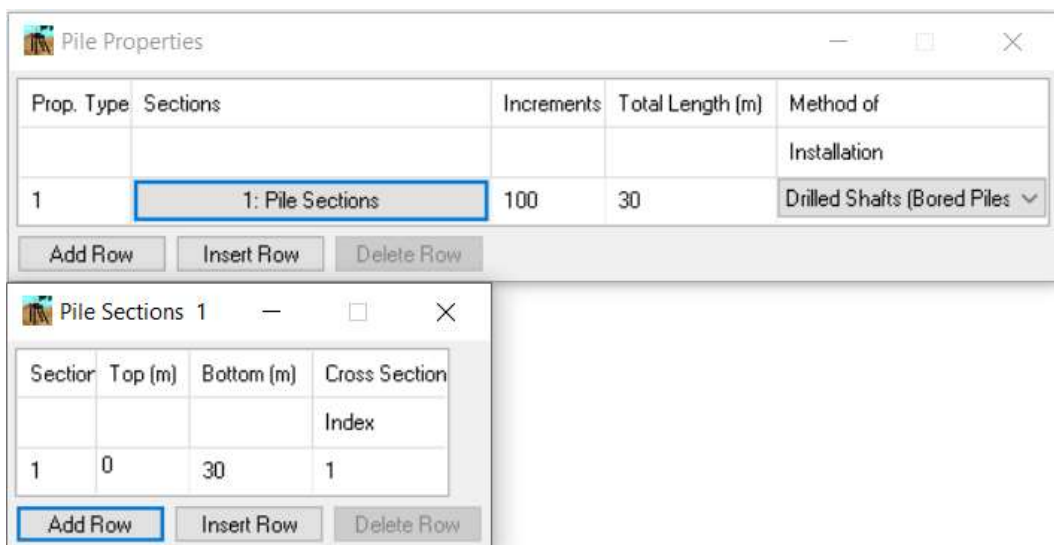 Pile Properties
Prop. Type Sections Increments Total Length (m) Method of
Installation
1 1: Pile Sections 100 30 Drilled Shafts (Bored Piles
Add Row Insert Row Delete Row
Pile Sections 1
Section Top (m) Bottom (m) Cross Section
Index
1 0 30 1
Add Row Insert Row Delete Row